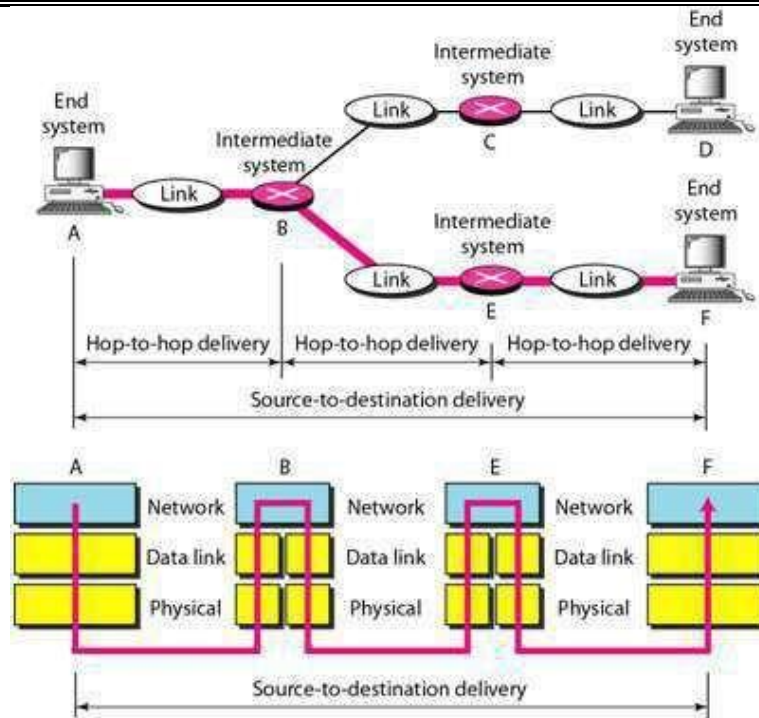 End
system
Intermediate
system
Link
Link
C
D
End
system
Intermediate
system
Link
A
B
End
system
Intermediate
system
Link
Link
E
F
Hop-to-hop delivery
Hop-to-hop delivery
Hop-to-hop delivery
Source-to-destination delivery
A
B
E
F
Network
Network
Network
Data link
Data link
Data link
Physical
Physical
Physical
Source-to-destination delivery